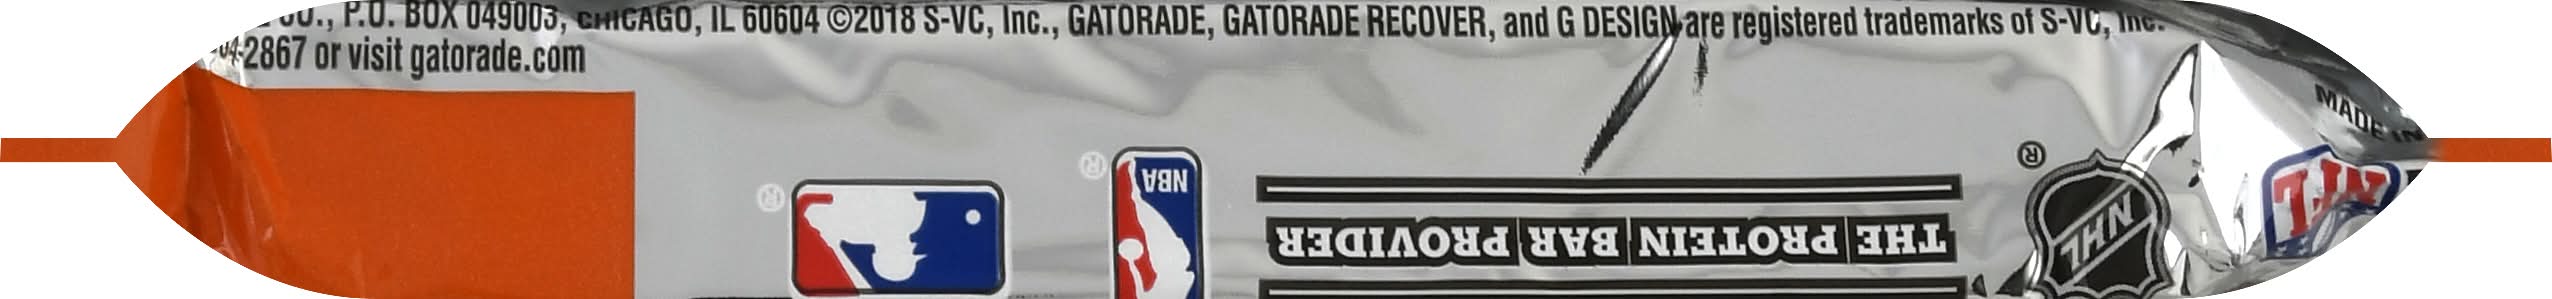 CO., P.O. BOX 049003, CHICAGO, IL 60604 ©2018 S-VC, Inc., GATORADE, GATORADE RECOVER, and G DESIGN are registered trademarks of S-VC, Inc.
-2867 or visit gatorade.com
MADE IN
®
®
®
NBA
THE PROTEIN BAR PROVIDER
NHL
NFL